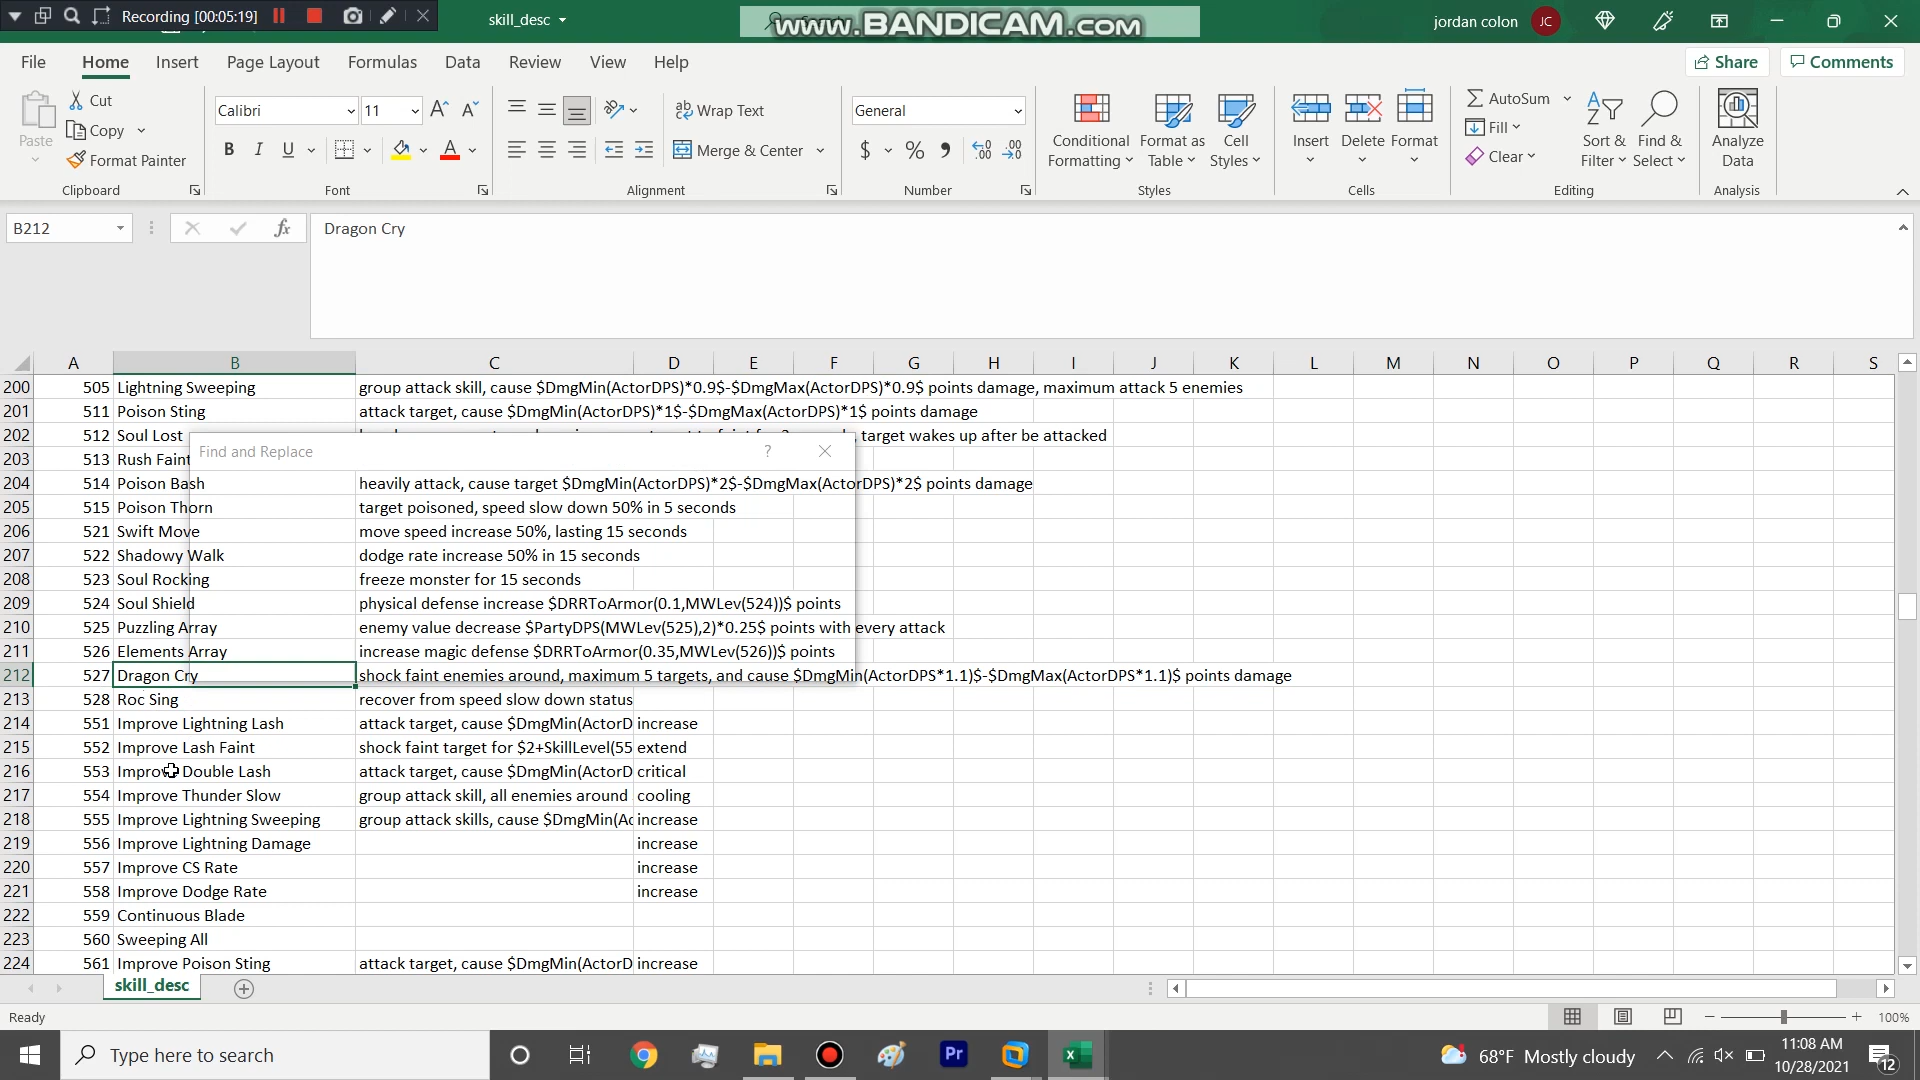 Recording [00:05:19]
skill_desc
www.BANDICAM.com
jordan colon JC
File Home Insert Page Layout Formulas Data Review View Help
Share Comments
Paste
Cut
Copy
Format Painter
Clipboard
Calibri 11
B I U
Font
Wrap Text
Merge & Center
Alignment
General
$ % ,
Number
Conditional Formatting
Format as Table
Cell Styles
Styles
Insert Delete Format
Cells
AutoSum
Fill
Clear
Sort & Filter
Find & Select
Editing
Analyze Data
Analysis
B212 fx Dragon Cry
A B C D E F G H I J K L M N O P Q R S
200 505 Lightning Sweeping group attack skill, cause $DmgMin(ActorDPS)*0.9$-$DmgMax(ActorDPS)*0.9$ points damage, maximum attack 5 enemies
201 511 Poison Sting attack target, cause $DmgMin(ActorDPS)*1$-$DmgMax(ActorDPS)*1$ points damage
202 512 Soul Lost , target wakes up after be attacked
Find and Replace ?
203 513 Rush Faint
204 514 Poison Bash heavily attack, cause target $DmgMin(ActorDPS)*2$-$DmgMax(ActorDPS)*2$ points damage
205 515 Poison Thorn target poisoned, speed slow down 50% in 5 seconds
206 521 Swift Move move speed increase 50%, lasting 15 seconds
207 522 Shadowy Walk dodge rate increase 50% in 15 seconds
208 523 Soul Rocking freeze monster for 15 seconds
209 524 Soul Shield physical defense increase $DRRToArmor(0.1,MWLev(524))$ points
210 525 Puzzling Array enemy value decrease $PartyDPS(MWLev(525),2)*0.25$ points with every attack
211 526 Elements Array increase magic defense $DRRToArmor(0.35,MWLev(526))$ points
212 527 Dragon Cry shock faint enemies around, maximum 5 targets, and cause $DmgMin(ActorDPS*1.1)$-$DmgMax(ActorDPS*1.1)$ points damage
213 528 Roc Sing recover from speed slow down status
214 551 Improve Lightning Lash attack target, cause $DmgMin(ActorD increase
215 552 Improve Lash Faint shock faint target for $2+SkillLevel(55 extend
216 553 Improve Double Lash attack target, cause $DmgMin(ActorD critical
217 554 Improve Thunder Slow group attack skill, all enemies around cooling
218 555 Improve Lightning Sweeping group attack skills, cause $DmgMin(Ac increase
219 556 Improve Lightning Damage increase
220 557 Improve CS Rate increase
221 558 Improve Dodge Rate increase
222 559 Continuous Blade
223 560 Sweeping All
224 561 Improve Poison Sting attack target, cause $DmgMin(ActorD increase
skill_desc
Ready 100%
Type here to search
Pr
68°F Mostly cloudy
11:08 AM
10/28/2021
12